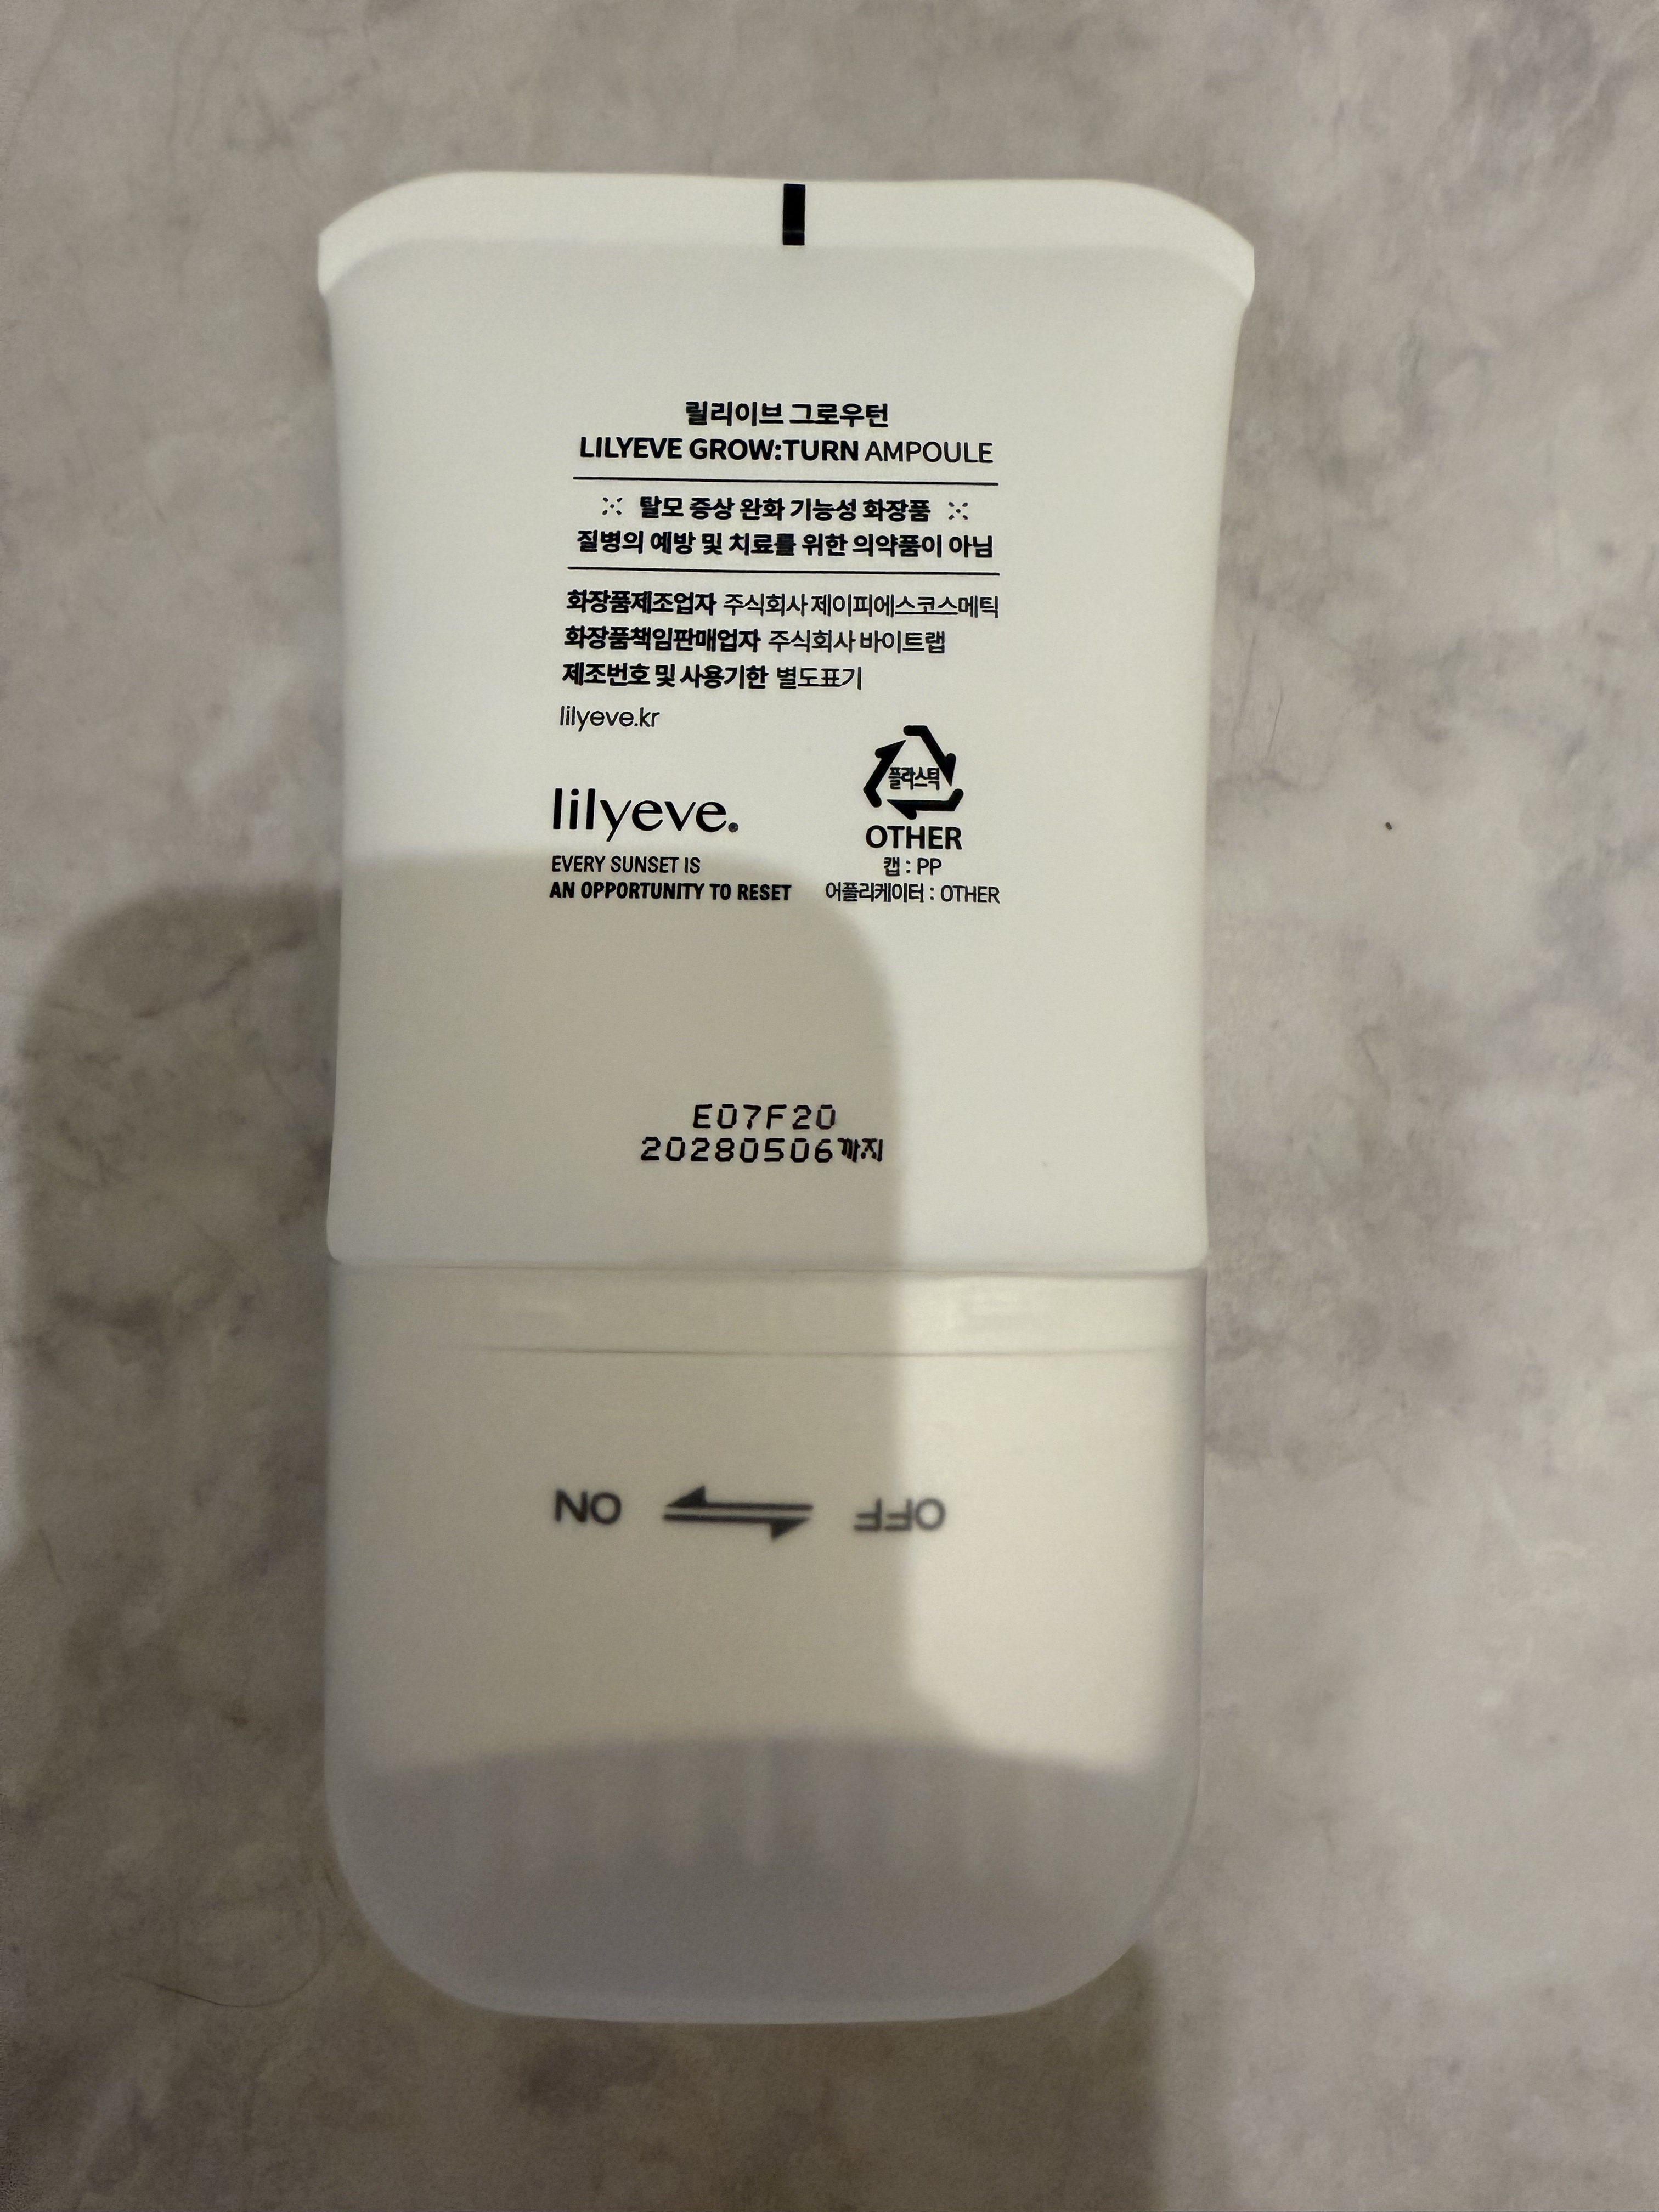 릴리이브 그로우턴
LILYEVE GROW:TURN AMPOULE
※ 탈모 증상 완화 기능성 화장품 ※
질병의 예방 및 치료를 위한 의약품이 아님
화장품제조업자 주식회사 제이피에스코스메틱
화장품책임판매업자 주식회사 바이트랩
제조번호 및 사용기한 별도표기
lilyeve.kr
플라스틱
OTHER
캡 : PP
어플리케이터 : OTHER
lilyeve.®
EVERY SUNSET IS
AN OPPORTUNITY TO RESET
E07F20
20280506까지
OFF ON